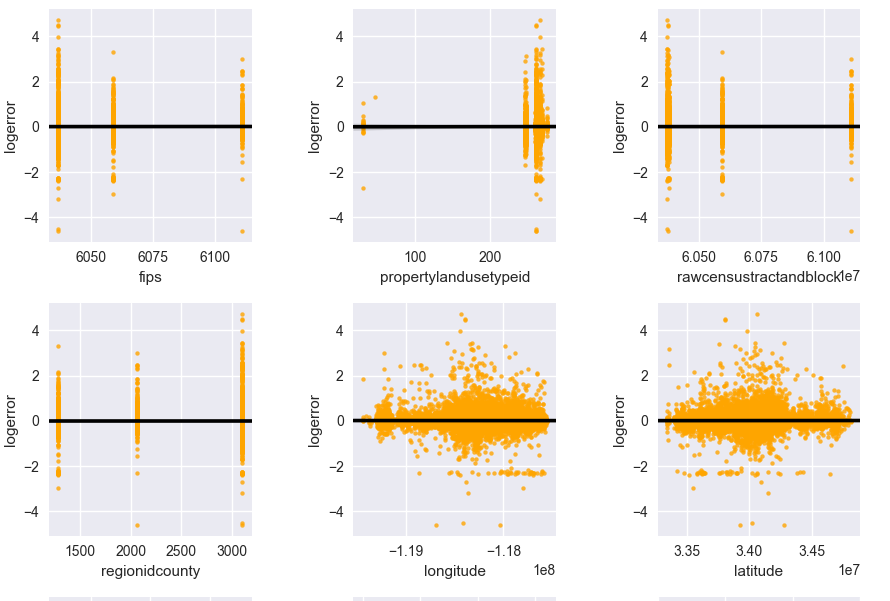 4 4 4
2 2 2
logerror 0 logerror 0 logerror 0
−2 −2 −2
−4 −4 −4
6050 6075 6100 100 200 6.050 6.075 6.100
fips propertylandusetypeid rawcensustractandblock 1e7
4 4 4
2 2 2
logerror 0 logerror 0 logerror 0
−2 −2 −2
−4 −4 −4
1500 2000 2500 3000 −1.19 −1.18 3.35 3.40 3.45
regionidcounty longitude 1e8 latitude 1e7